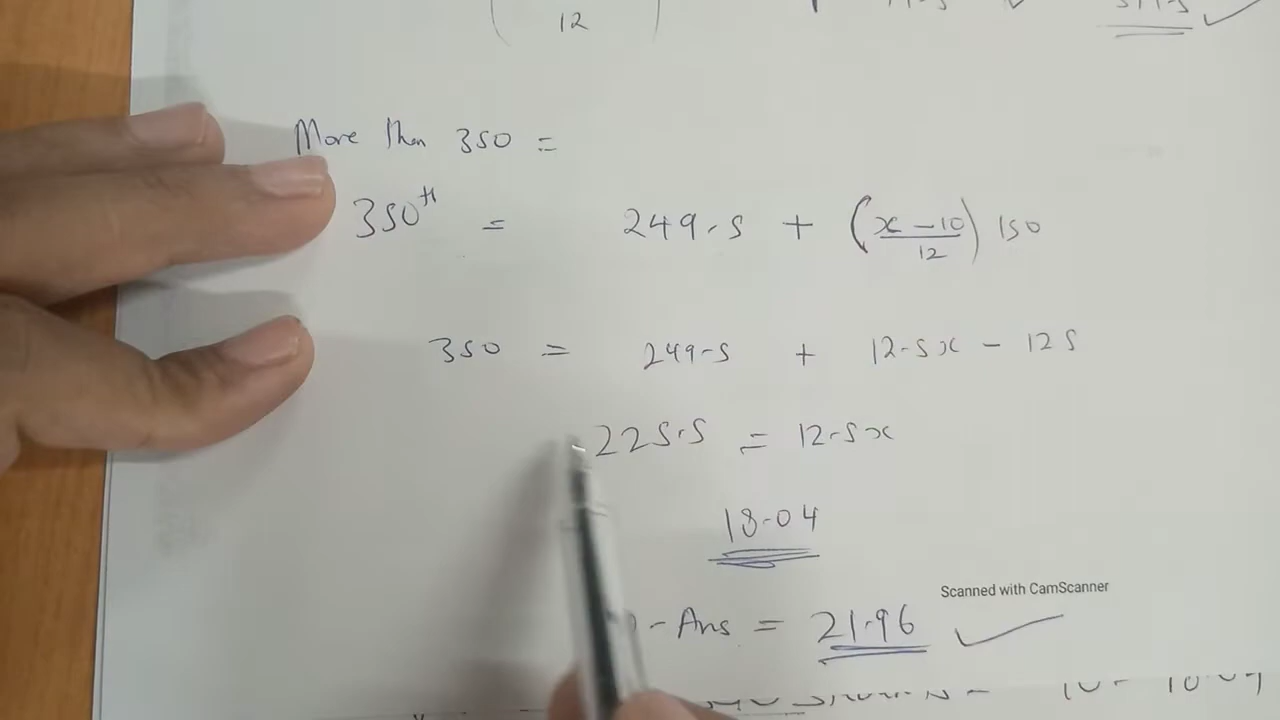 12
More than 350 =
350th = 249.5 + (x - 10 / 12) 150
350 = 249.5 + 12.5x - 125
225.5 = 12.5x
18.04
Scanned with CamScanner
- Ans = 21.96